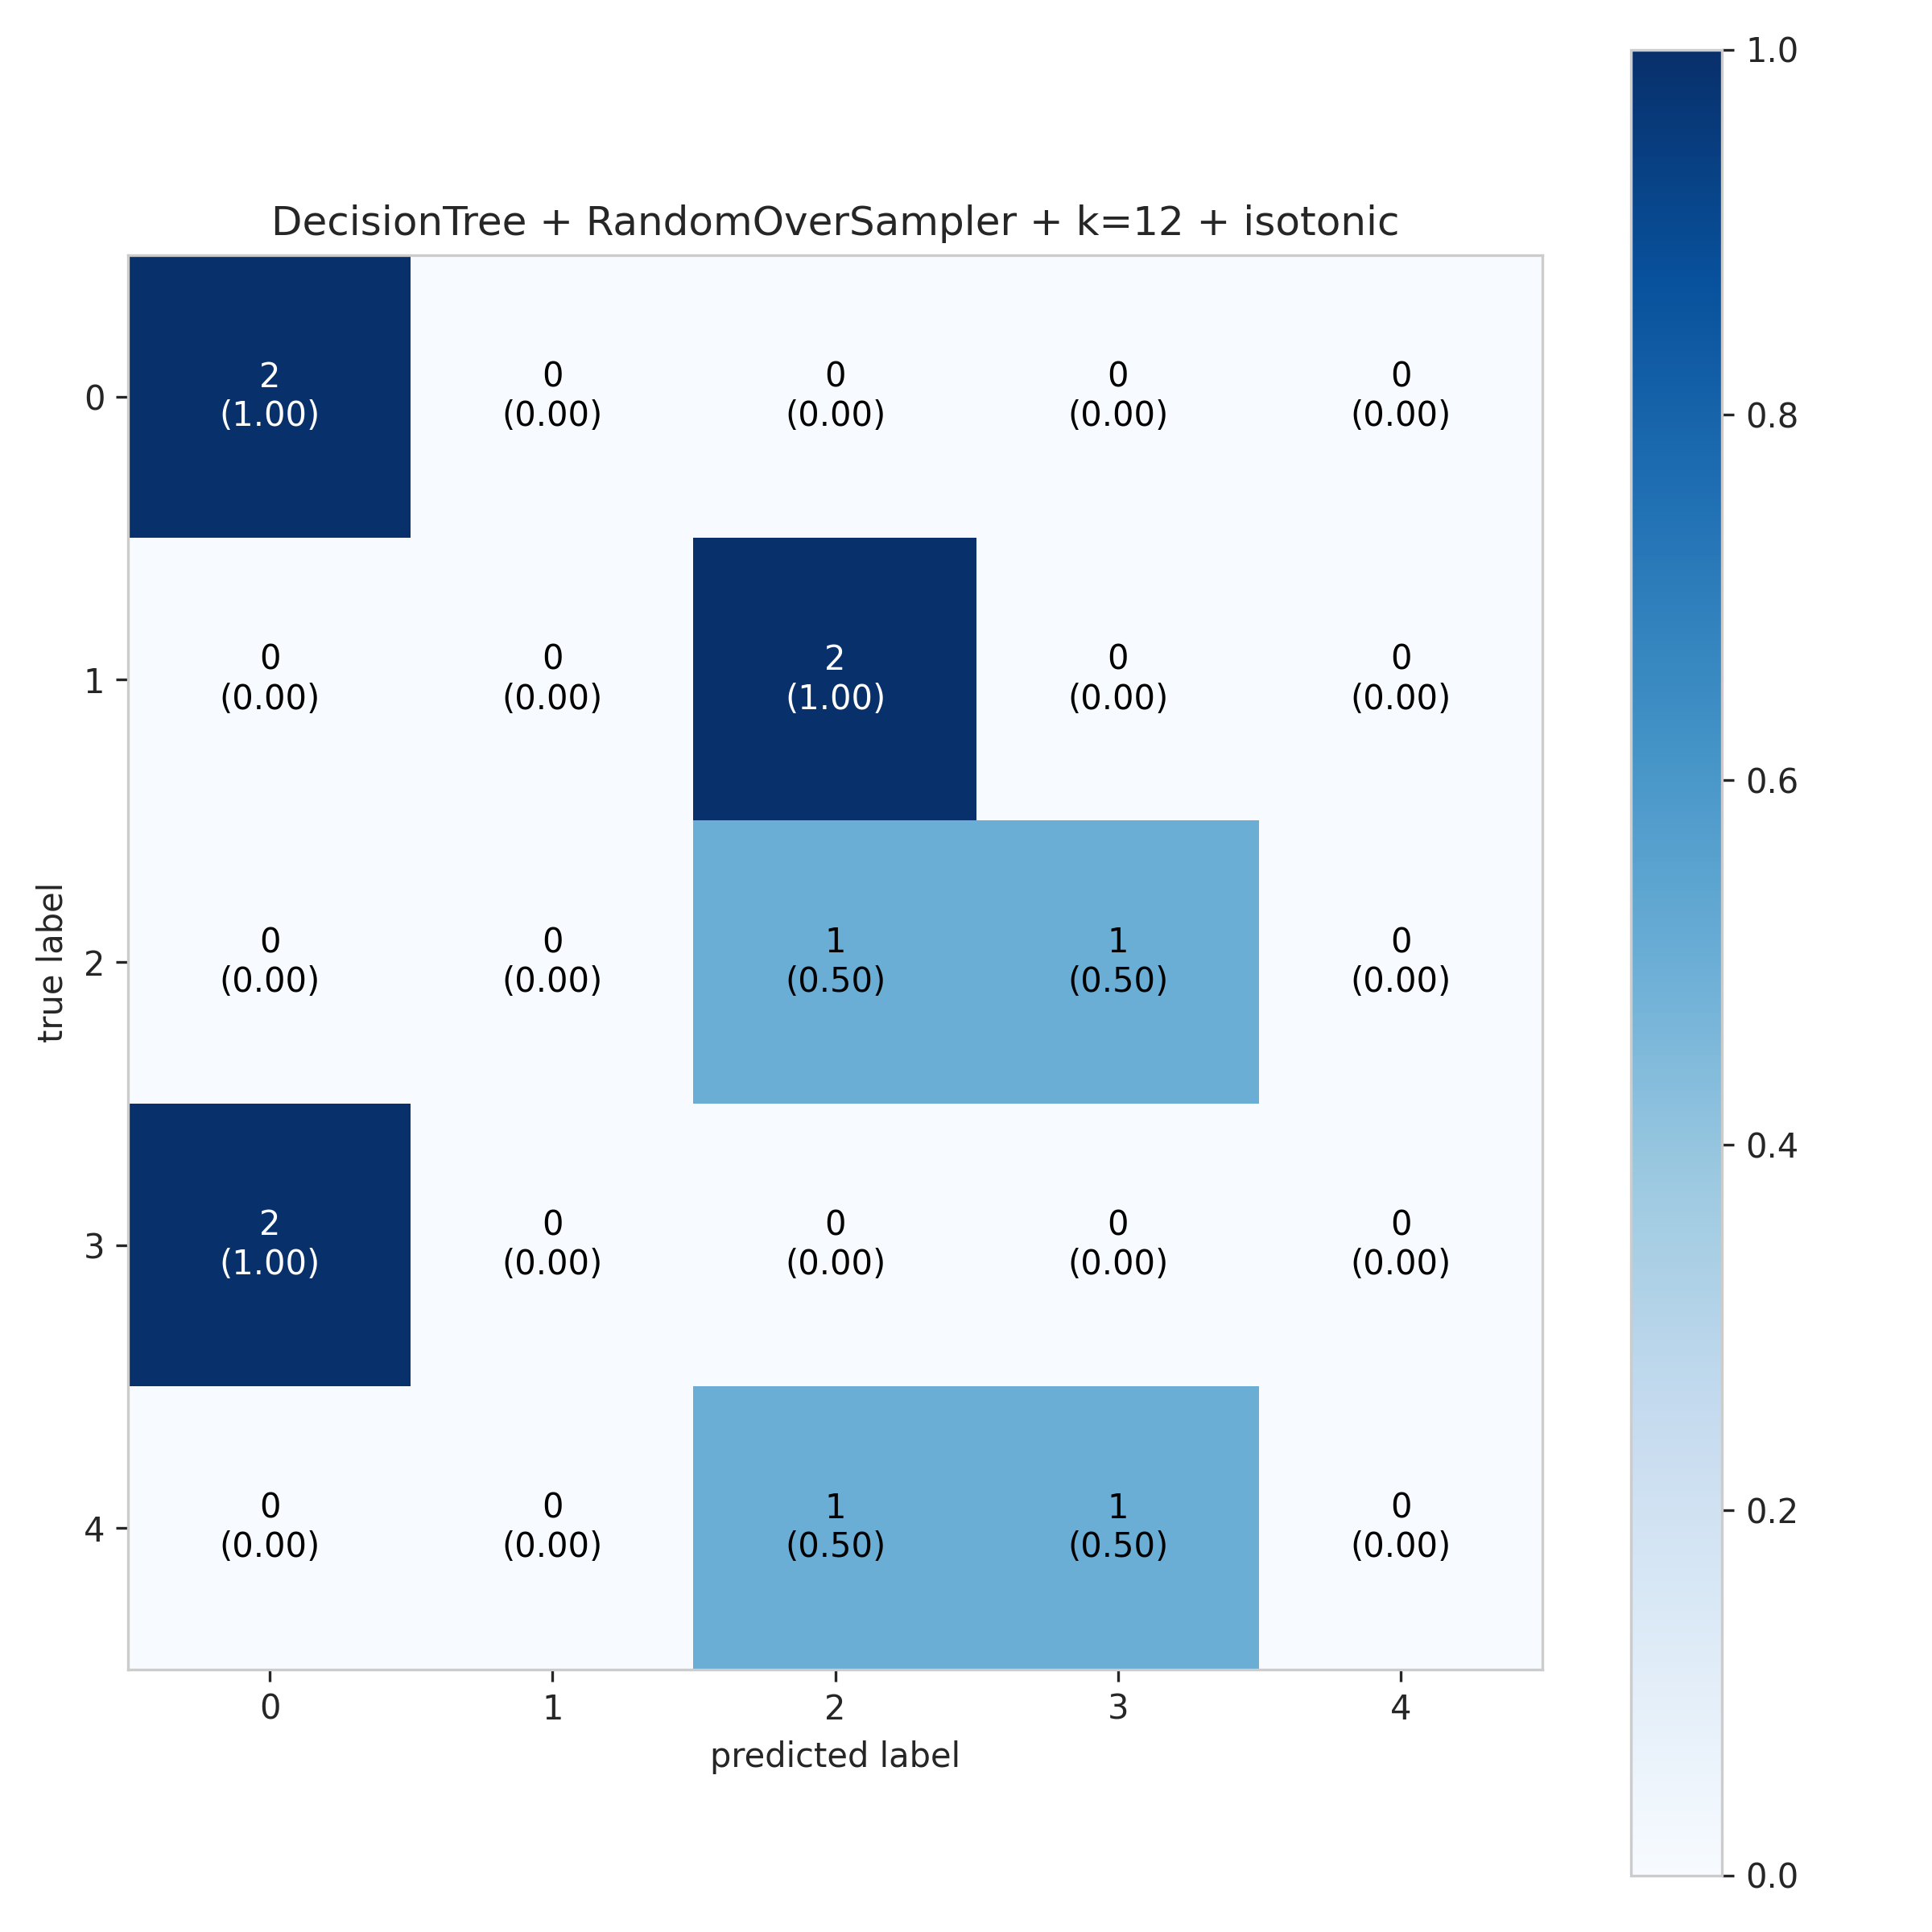 DecisionTree + RandomOverSampler + k=12 + isotonic
1.0
0.8
0.6
0.4
0.2
0.0
true label
0
2 0 0 0 0
(1.00) (0.00) (0.00) (0.00) (0.00)
1
0 0 2 0 0
(0.00) (0.00) (1.00) (0.00) (0.00)
2
0 0 1 1 0
(0.00) (0.00) (0.50) (0.50) (0.00)
3
2 0 0 0 0
(1.00) (0.00) (0.00) (0.00) (0.00)
4
0 0 1 1 0
(0.00) (0.00) (0.50) (0.50) (0.00)
0 1 2 3 4
predicted label